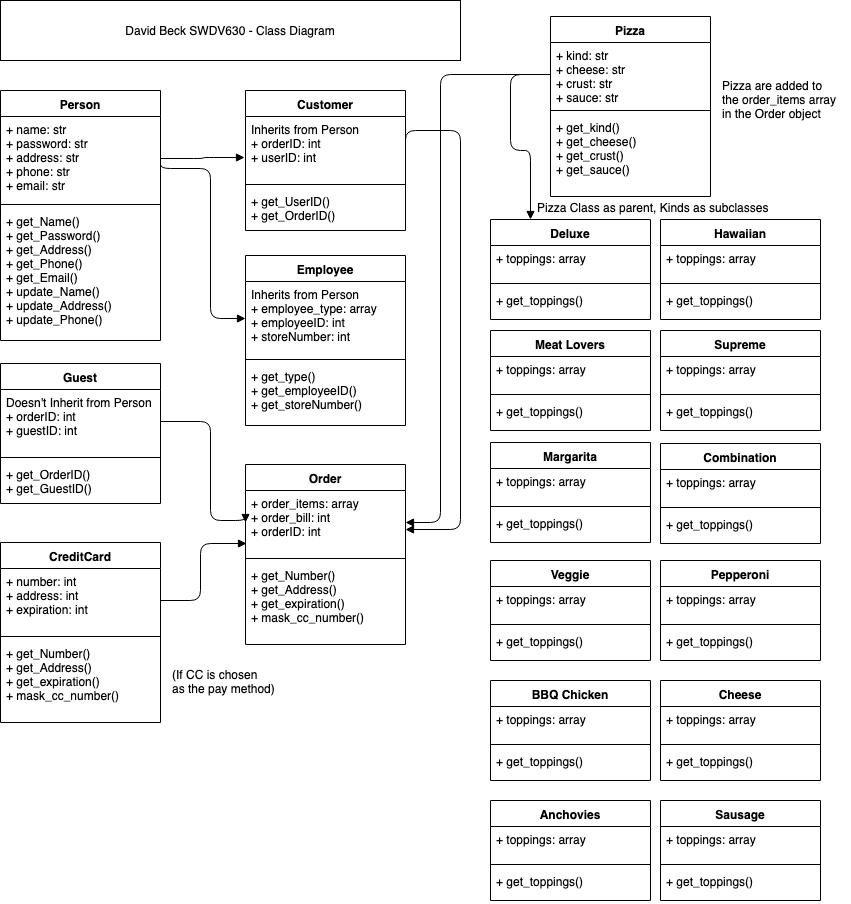 David Beck SWDV630 - Class Diagram
Person
+ name: str
+ password: str
+ address: str
+ phone: str
+ email: str
+ get_Name()
+ get_Password()
+ get_Address()
+ get_Phone()
+ get_Email()
+ update_Name()
+ update_Address()
+ update_Phone()
Customer
Inherits from Person
+ orderID: int
+ userID: int
+ get_UserID()
+ get_OrderID()
Employee
Inherits from Person
+ employee_type: array
+ employeeID: int
+ storeNumber: int
+ get_type()
+ get_employeeID()
+ get_storeNumber()
Guest
Doesn't Inherit from Person
+ orderID: int
+ guestID: int
+ get_OrderID()
+ get_GuestID()
Order
+ order_items: array
+ order_bill: int
+ orderID: int
+ get_Number()
+ get_Address()
+ get_expiration()
+ mask_cc_number()
CreditCard
+ number: int
+ address: int
+ expiration: int
+ get_Number()
+ get_Address()
+ get_expiration()
+ mask_cc_number()
(If CC is chosen
as the pay method)
Pizza
+ kind: str
+ cheese: str
+ crust: str
+ sauce: str
+ get_kind()
+ get_cheese()
+ get_crust()
+ get_sauce()
Pizza are added to
the order_items array
in the Order object
Pizza Class as parent, Kinds as subclasses
Deluxe
+ toppings: array
+ get_toppings()
Hawaiian
+ toppings: array
+ get_toppings()
Meat Lovers
+ toppings: array
+ get_toppings()
Supreme
+ toppings: array
+ get_toppings()
Margarita
+ toppings: array
+ get_toppings()
Combination
+ toppings: array
+ get_toppings()
Veggie
+ toppings: array
+ get_toppings()
Pepperoni
+ toppings: array
+ get_toppings()
BBQ Chicken
+ toppings: array
+ get_toppings()
Cheese
+ toppings: array
+ get_toppings()
Anchovies
+ toppings: array
+ get_toppings()
Sausage
+ toppings: array
+ get_toppings()